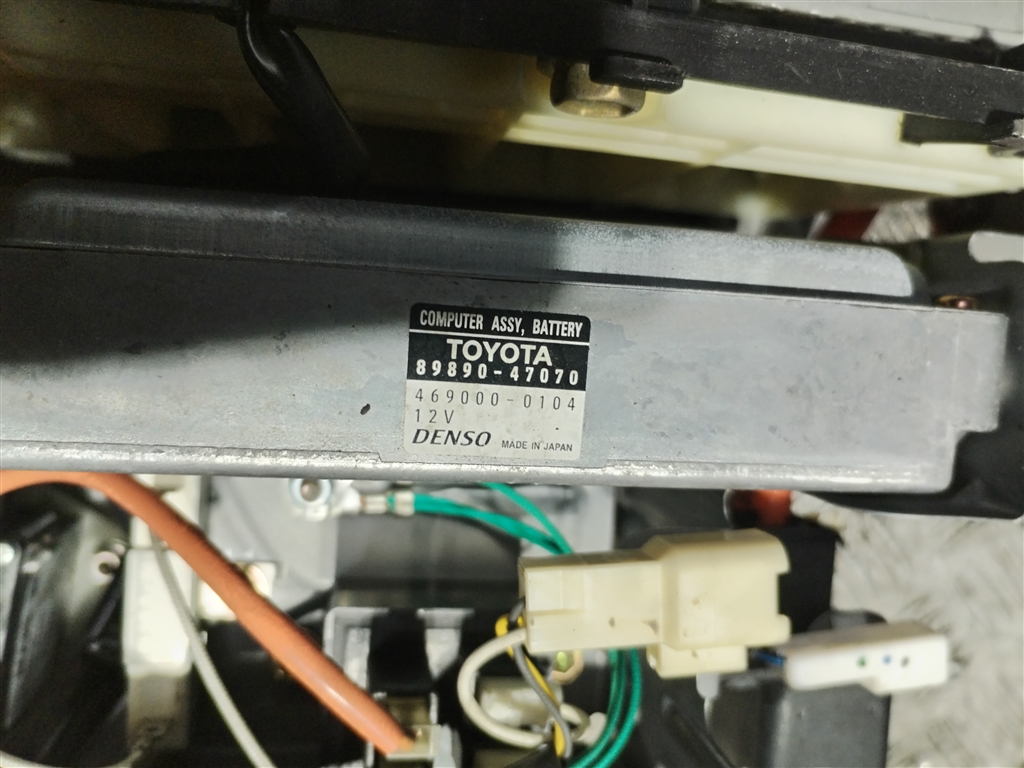 COMPUTER ASSY, BATTERY
TOYOTA
89890-47070
469000-0104
12V
DENSO MADE IN JAPAN